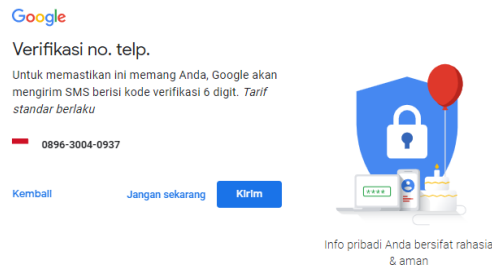 Google
Verifikasi no. telp.
Untuk memastikan ini memang Anda, Google akan
mengirim SMS berisi kode verifikasi 6 digit. Tarif
standar berlaku
0896-3004-0937
Kembali
Jangan sekarang
Kirim
****
Info pribadi Anda bersifat rahasia
& aman